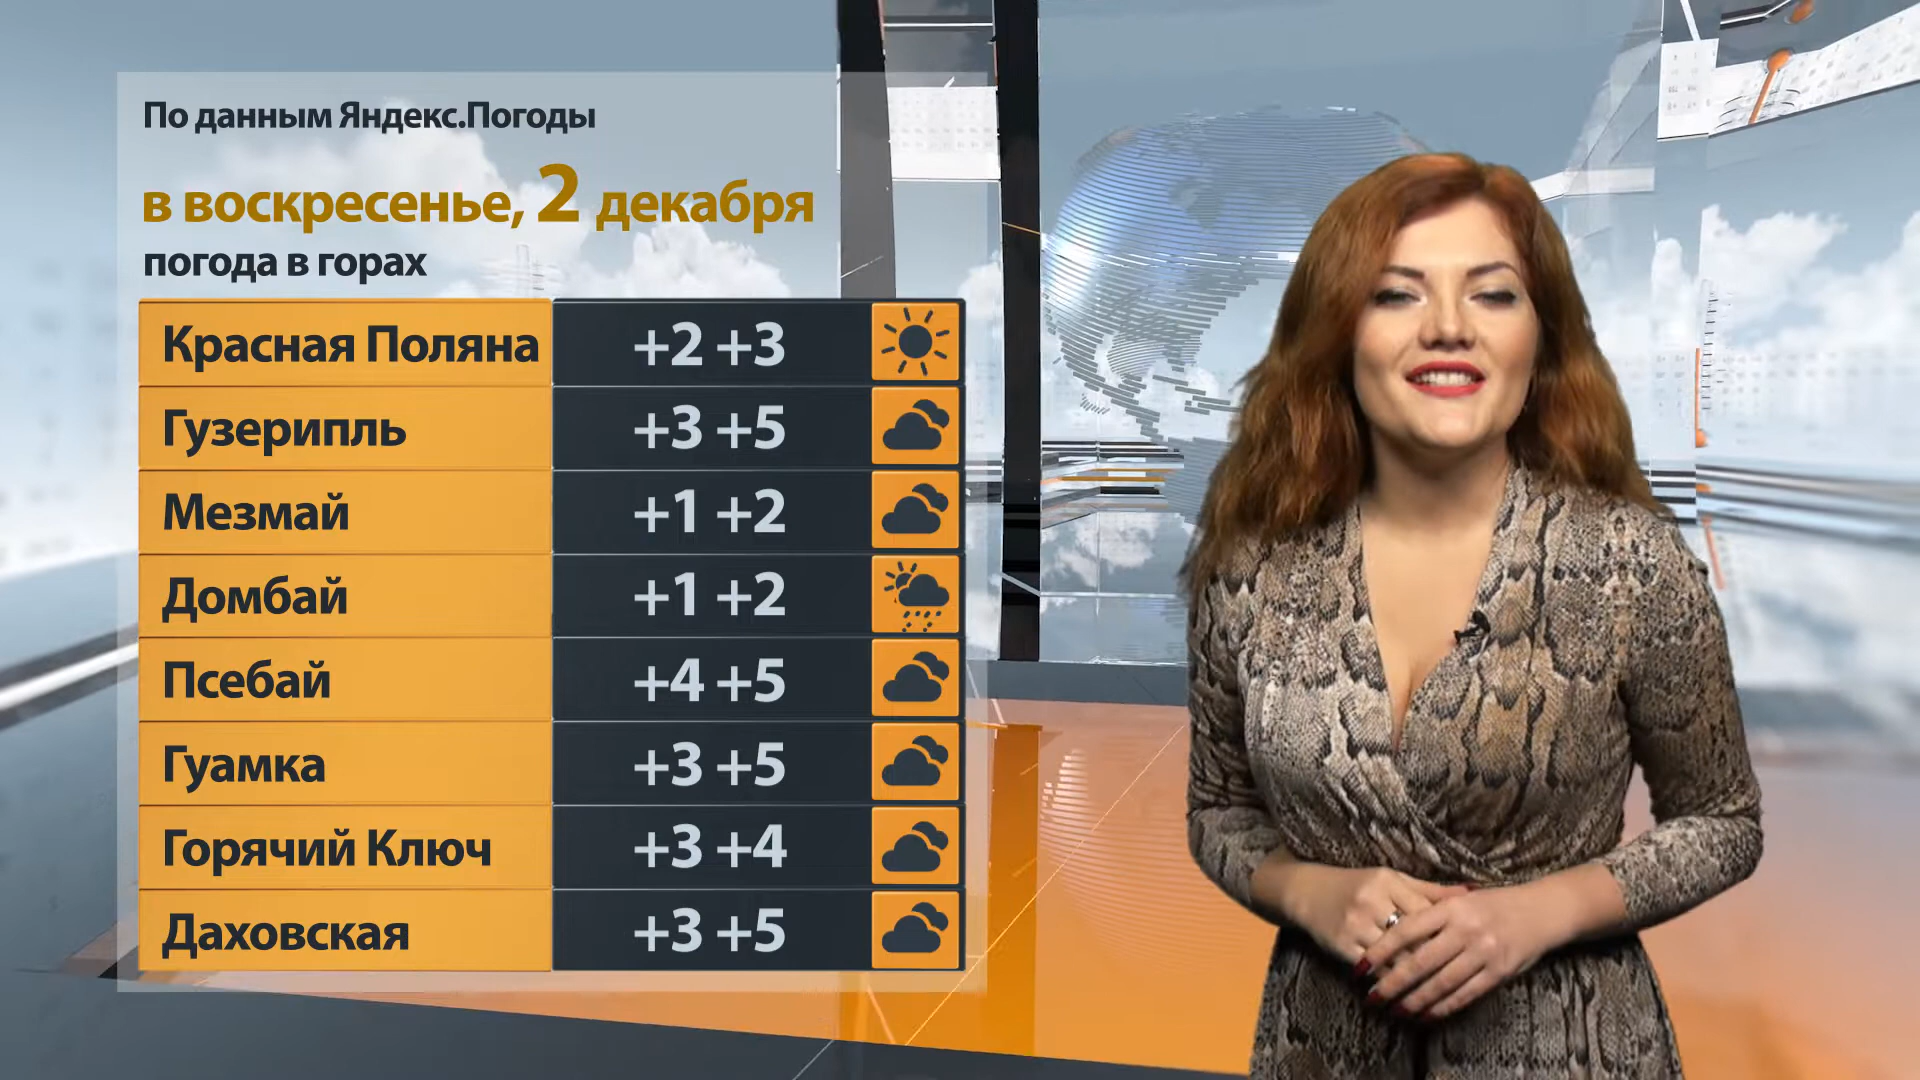 По данным Яндекс.Погоды
в воскресенье, 2 декабря
погода в горах
Красная Поляна +2 +3
Гузерипль +3 +5
Мезмай +1 +2
Домбай +1 +2
Псебай +4 +5
Гуамка +3 +5
Горячий Ключ +3 +4
Даховская +3 +5